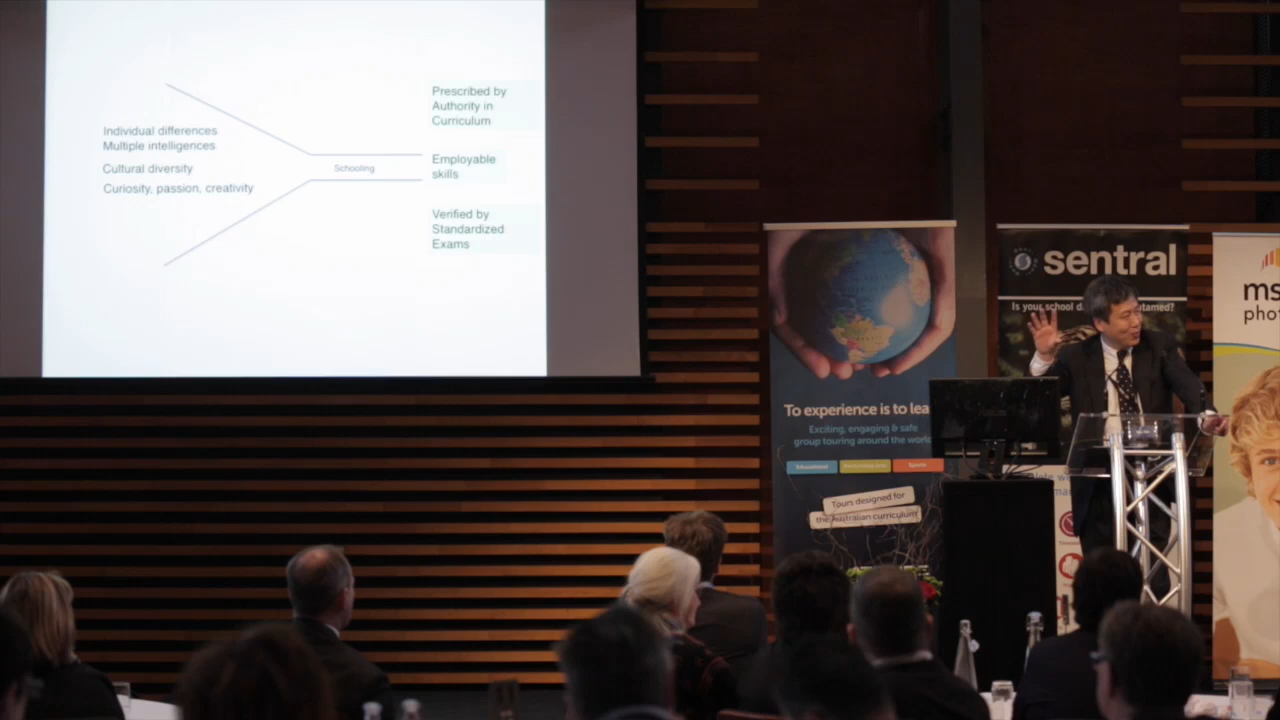 Individual differences
Multiple intelligences
Cultural diversity
Curiosity, passion, creativity
Schooling
Prescribed by
Authority in
Curriculum
Employable
skills
Verified by
Standardized
Exams
To experience is to lea
Exciting, engaging & safe
group touring around the world
Educational
Sports
Tours designed for
the Australian curriculum
sentral
Is your school d
tamed?
ms
phot